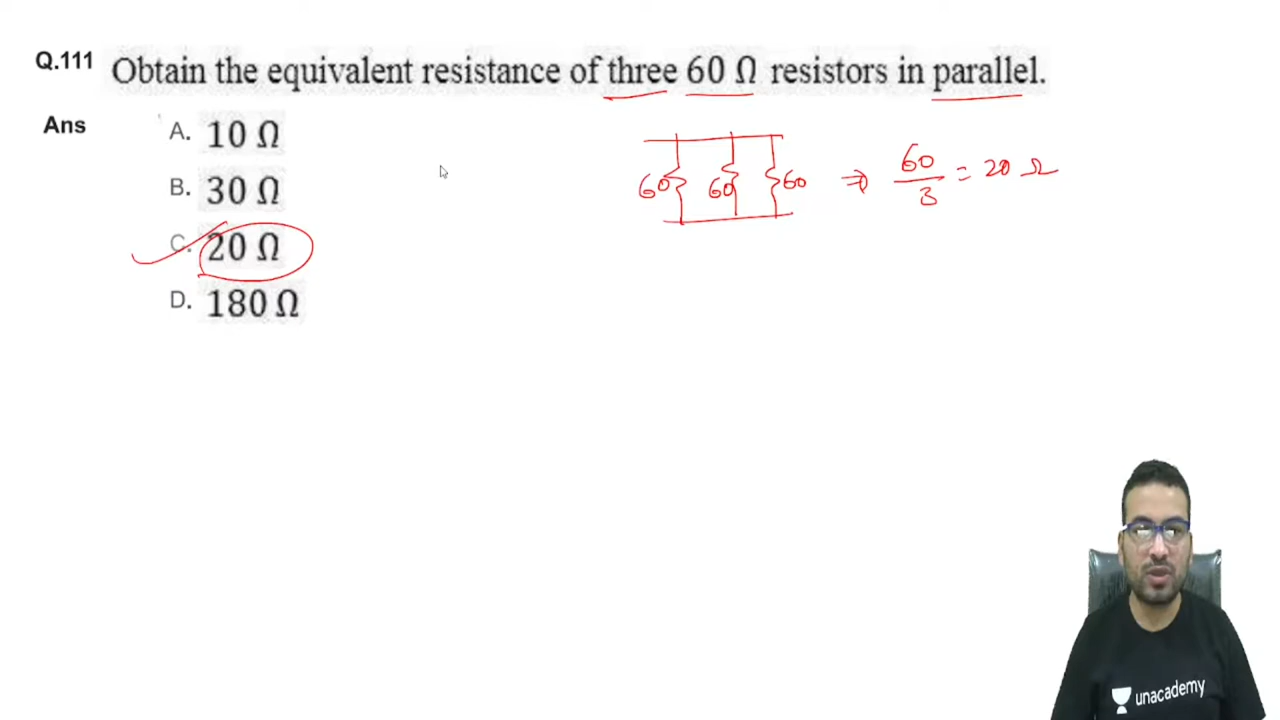 Q.111 Obtain the equivalent resistance of three 60 Ω resistors in parallel.
Ans
A. 10 Ω
B. 30 Ω
C. 20 Ω
D. 180 Ω
60 60 60 ⇒ 60/3 = 20 Ω
unacademy